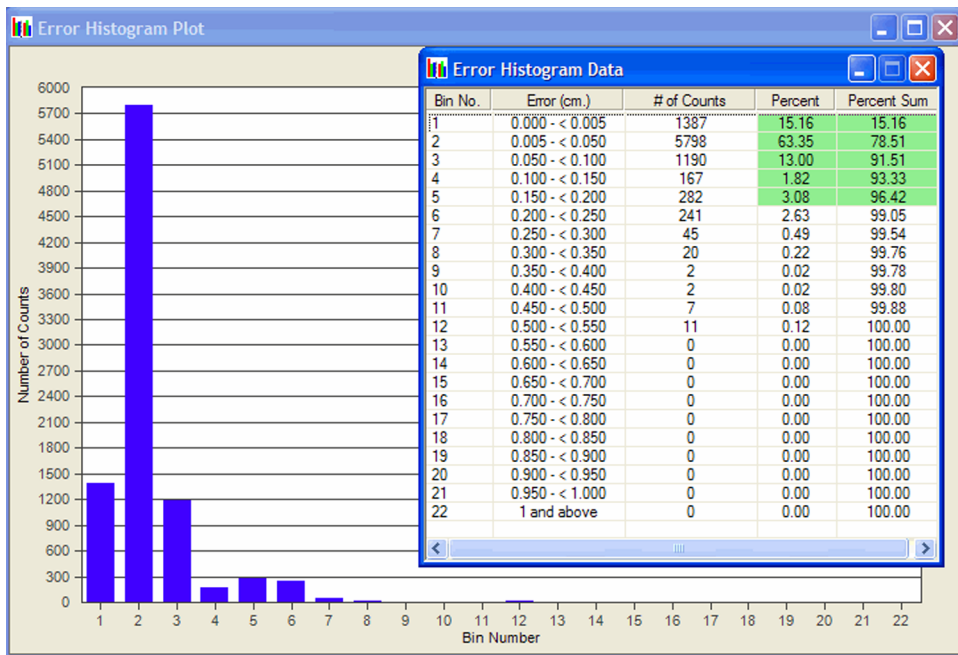 Error Histogram Plot
Error Histogram Data
Bin No. Error (cm.) # of Counts Percent Percent Sum
1 0.000 - < 0.005 1387 15.16 15.16
2 0.005 - < 0.050 5798 63.35 78.51
3 0.050 - < 0.100 1190 13.00 91.51
4 0.100 - < 0.150 167 1.82 93.33
5 0.150 - < 0.200 282 3.08 96.42
6 0.200 - < 0.250 241 2.63 99.05
7 0.250 - < 0.300 45 0.49 99.54
8 0.300 - < 0.350 20 0.22 99.76
9 0.350 - < 0.400 2 0.02 99.78
10 0.400 - < 0.450 2 0.02 99.80
11 0.450 - < 0.500 7 0.08 99.88
12 0.500 - < 0.550 11 0.12 100.00
13 0.550 - < 0.600 0 0.00 100.00
14 0.600 - < 0.650 0 0.00 100.00
15 0.650 - < 0.700 0 0.00 100.00
16 0.700 - < 0.750 0 0.00 100.00
17 0.750 - < 0.800 0 0.00 100.00
18 0.800 - < 0.850 0 0.00 100.00
19 0.850 - < 0.900 0 0.00 100.00
20 0.900 - < 0.950 0 0.00 100.00
21 0.950 - < 1.000 0 0.00 100.00
22 1 and above 0 0.00 100.00
Number of Counts
6000
5700
5400
5100
4800
4500
4200
3900
3600
3300
3000
2700
2400
2100
1800
1500
1200
900
600
300
0
1 2 3 4 5 6 7 8 9 10 11 12 13 14 15 16 17 18 19 20 21 22
Bin Number